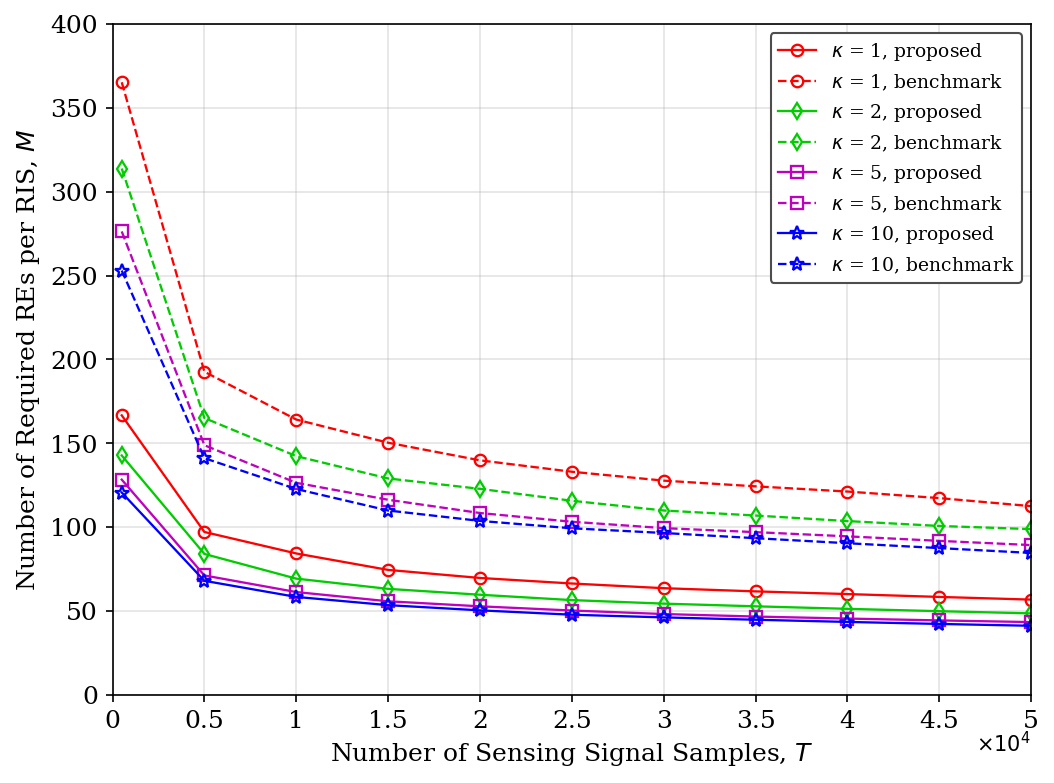 400
350
300
250
200
150
100
50
0
Number of Required REs per RIS, M
κ = 1, proposed
κ = 1, benchmark
κ = 2, proposed
κ = 2, benchmark
κ = 5, proposed
κ = 5, benchmark
κ = 10, proposed
κ = 10, benchmark
0 0.5 1 1.5 2 2.5 3 3.5 4 4.5 5
×10⁴
Number of Sensing Signal Samples, T